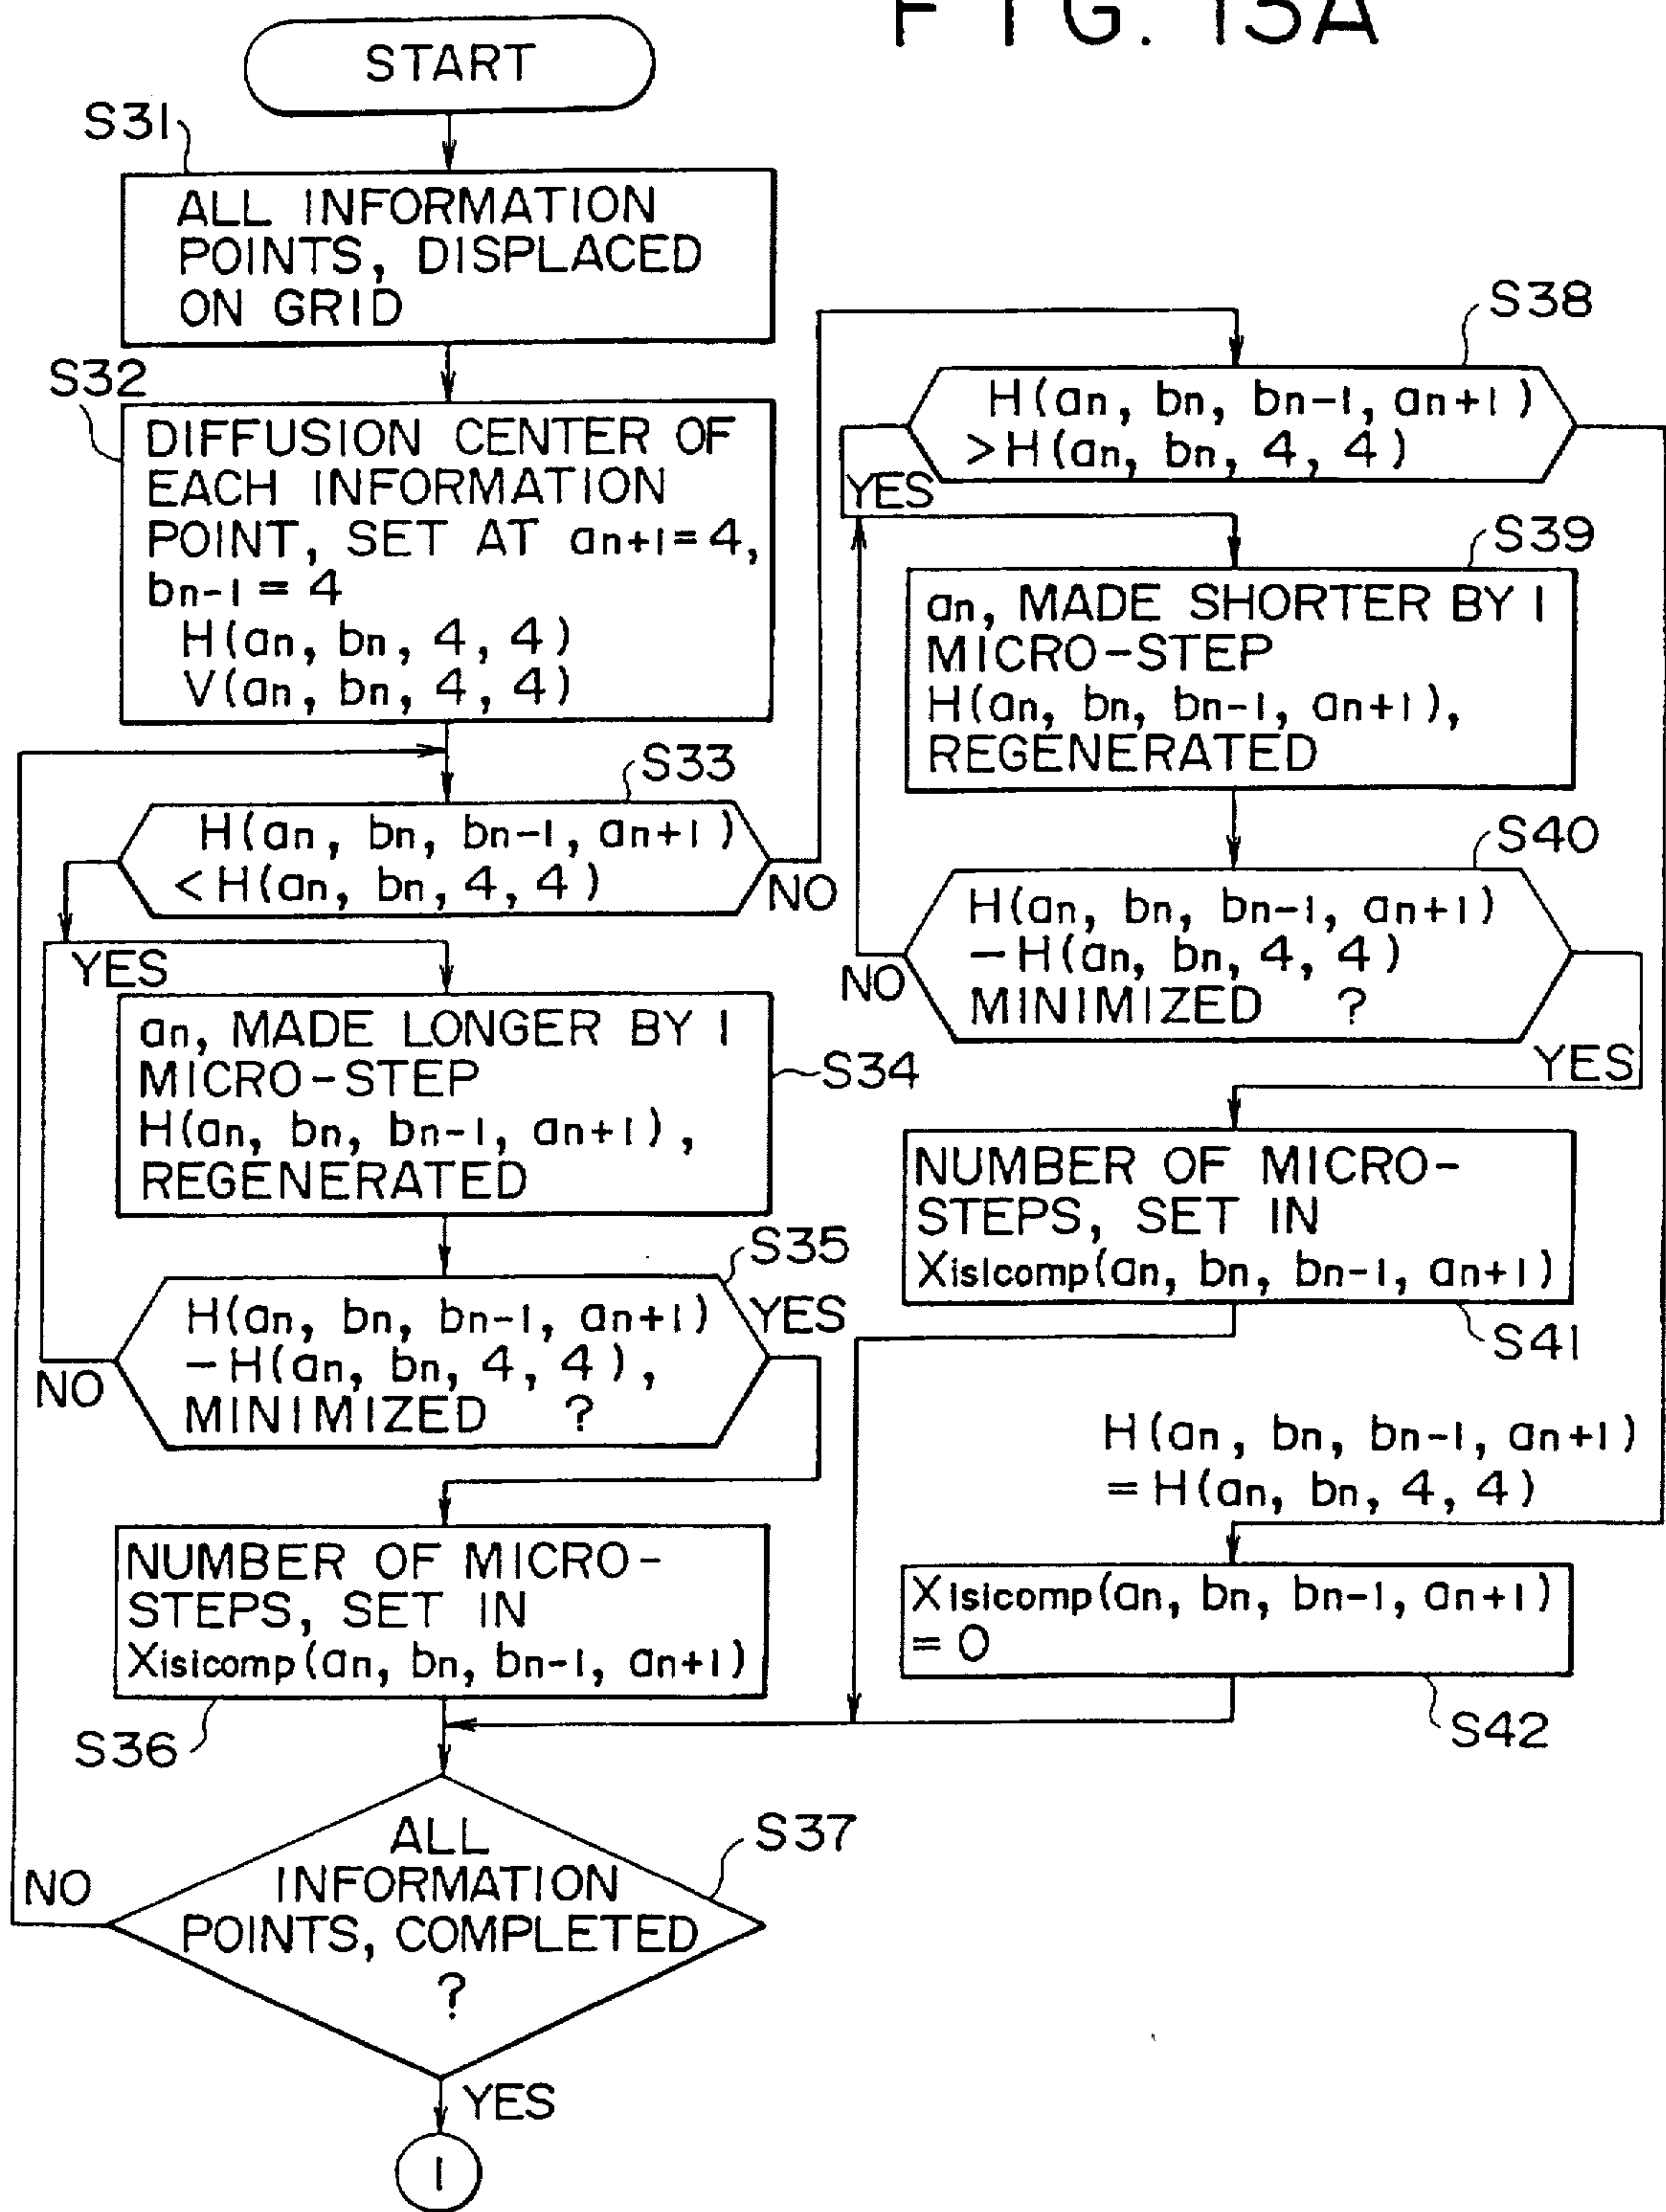 FIG. 13A
START
S31
ALL INFORMATION
POINTS, DISPLACED
ON GRID
S32
DIFFUSION CENTER OF
EACH INFORMATION
POINT, SET AT an+1=4,
bn-1 = 4
H(an, bn, 4, 4)
V(an, bn, 4, 4)
S33
H(an, bn, bn-1, an+1)
<H(an, bn, 4, 4)
NO
YES
an, MADE LONGER BY 1
MICRO-STEP
H(an, bn, bn-1, an+1),
REGENERATED
S34
S35
H(an, bn, bn-1, an+1)
-H(an, bn, 4, 4),
MINIMIZED ?
YES
NO
NUMBER OF MICRO-
STEPS, SET IN
Xisicomp(an, bn, bn-1, an+1)
S36
S37
ALL
INFORMATION
POINTS, COMPLETED
?
NO
YES
1
S38
H(an, bn, bn-1, an+1)
>H(an, bn, 4, 4)
YES
S39
an, MADE SHORTER BY 1
MICRO-STEP
H(an, bn, bn-1, an+1),
REGENERATED
S40
H(an, bn, bn-1, an+1)
-H(an, bn, 4, 4)
MINIMIZED ?
NO
YES
NUMBER OF MICRO-
STEPS, SET IN
Xisicomp(an, bn, bn-1, an+1)
S41
H(an, bn, bn-1, an+1)
=H(an, bn, 4, 4)
Xisicomp(an, bn, bn-1, an+1)
= 0
S42